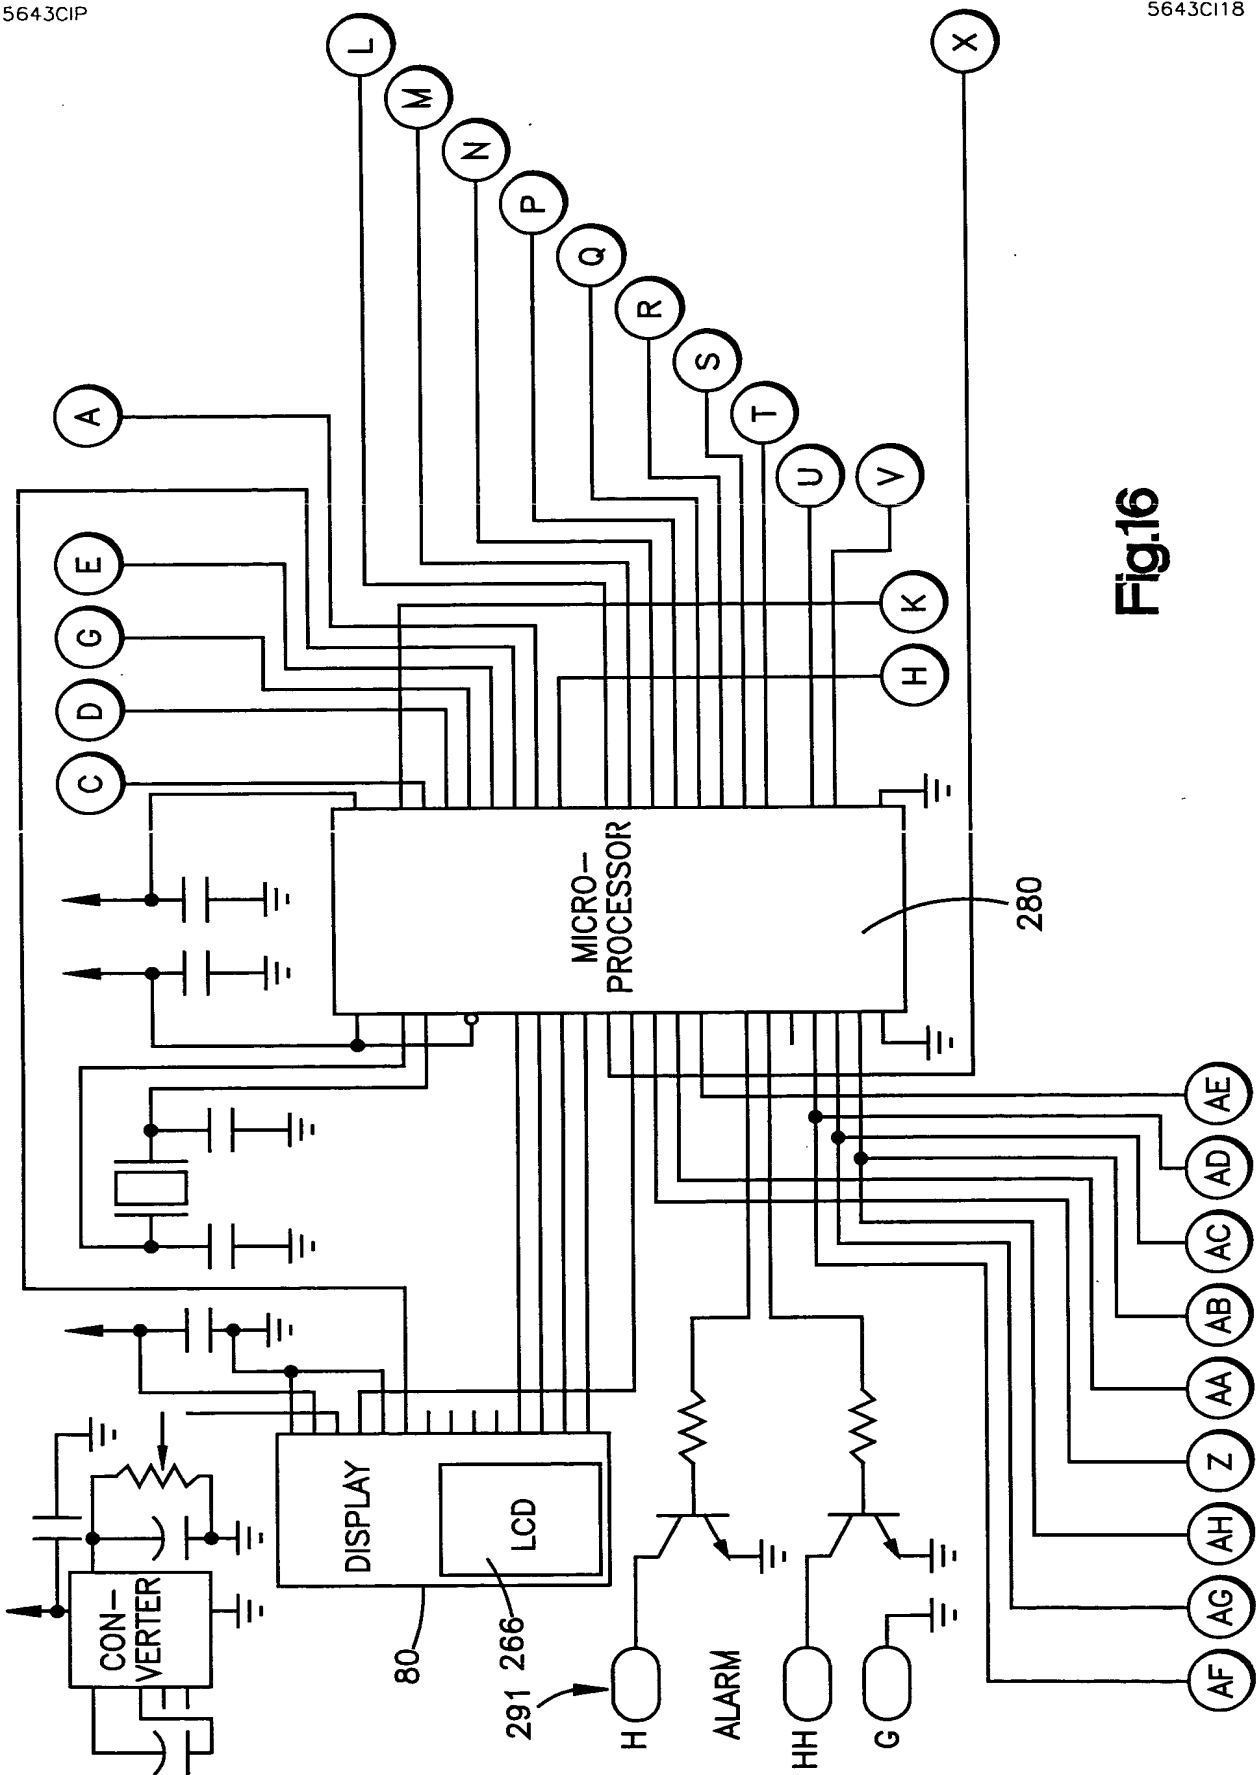 5643CIP
5643CI18
L
M
N
P
Q
R
S
T
U
V
X
A
E
G
D
C
K
H
MICRO-
PROCESSOR
280
Fig.16
CON-
VERTER
DISPLAY
LCD
80
266
291
H
ALARM
HH
G
AE
AD
AC
AB
AA
Z
AH
AG
AF